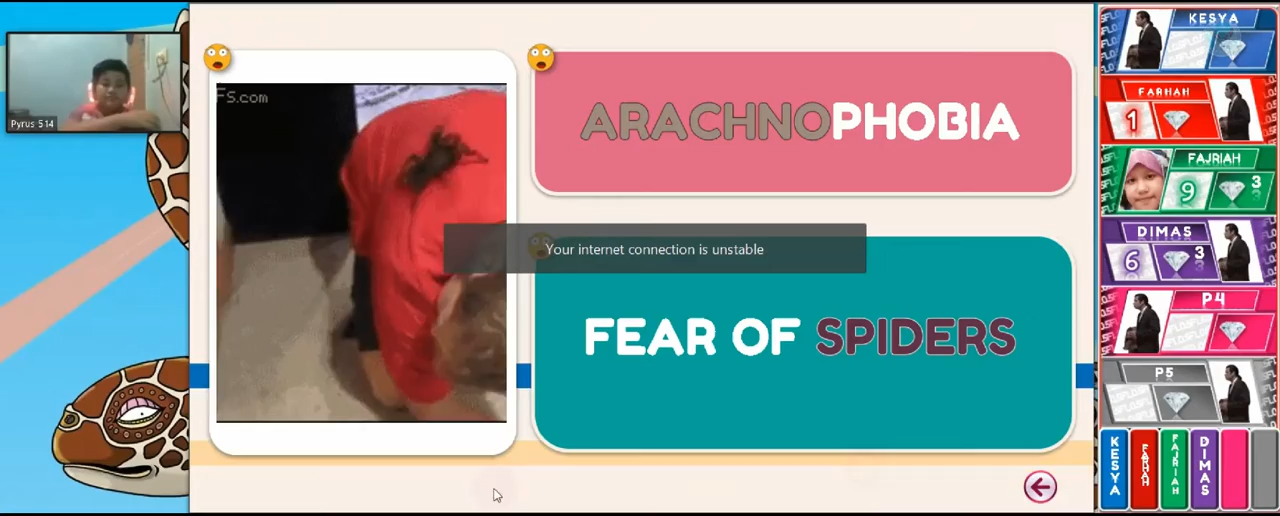 Pyrus 514
FS.com
ARACHNOPHOBIA
Your internet connection is unstable
FEAR OF SPIDERS
KESYA
FARHAH
1
FAJRIAH
9
3
DIMAS
6
3
P4
P5
KESYA
FARHAH
FAJRIAH
DIMAS